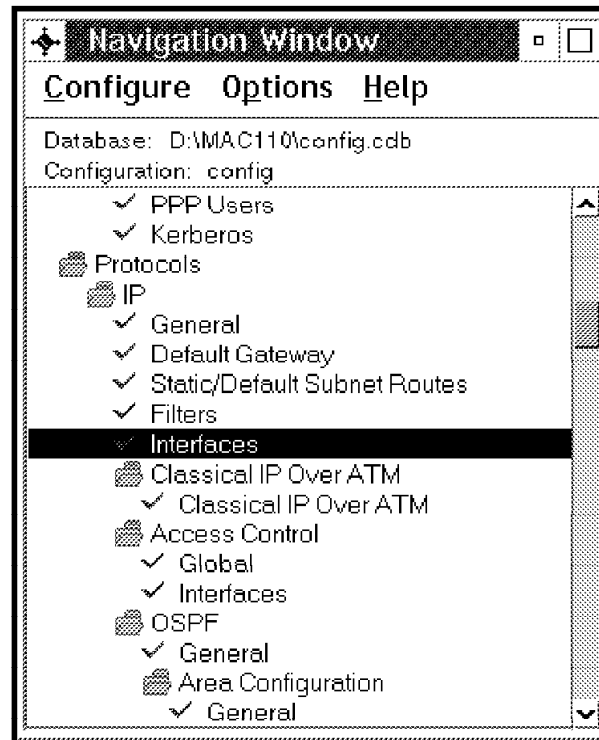 Navigation Window
Configure Options Help
Database: D:\MAC110\config.cdb
Configuration: config
PPP Users
Kerberos
Protocols
IP
General
Default Gateway
Static/Default Subnet Routes
Filters
Interfaces
Classical IP Over ATM
Classical IP Over ATM
Access Control
Global
Interfaces
OSPF
General
Area Configuration
General